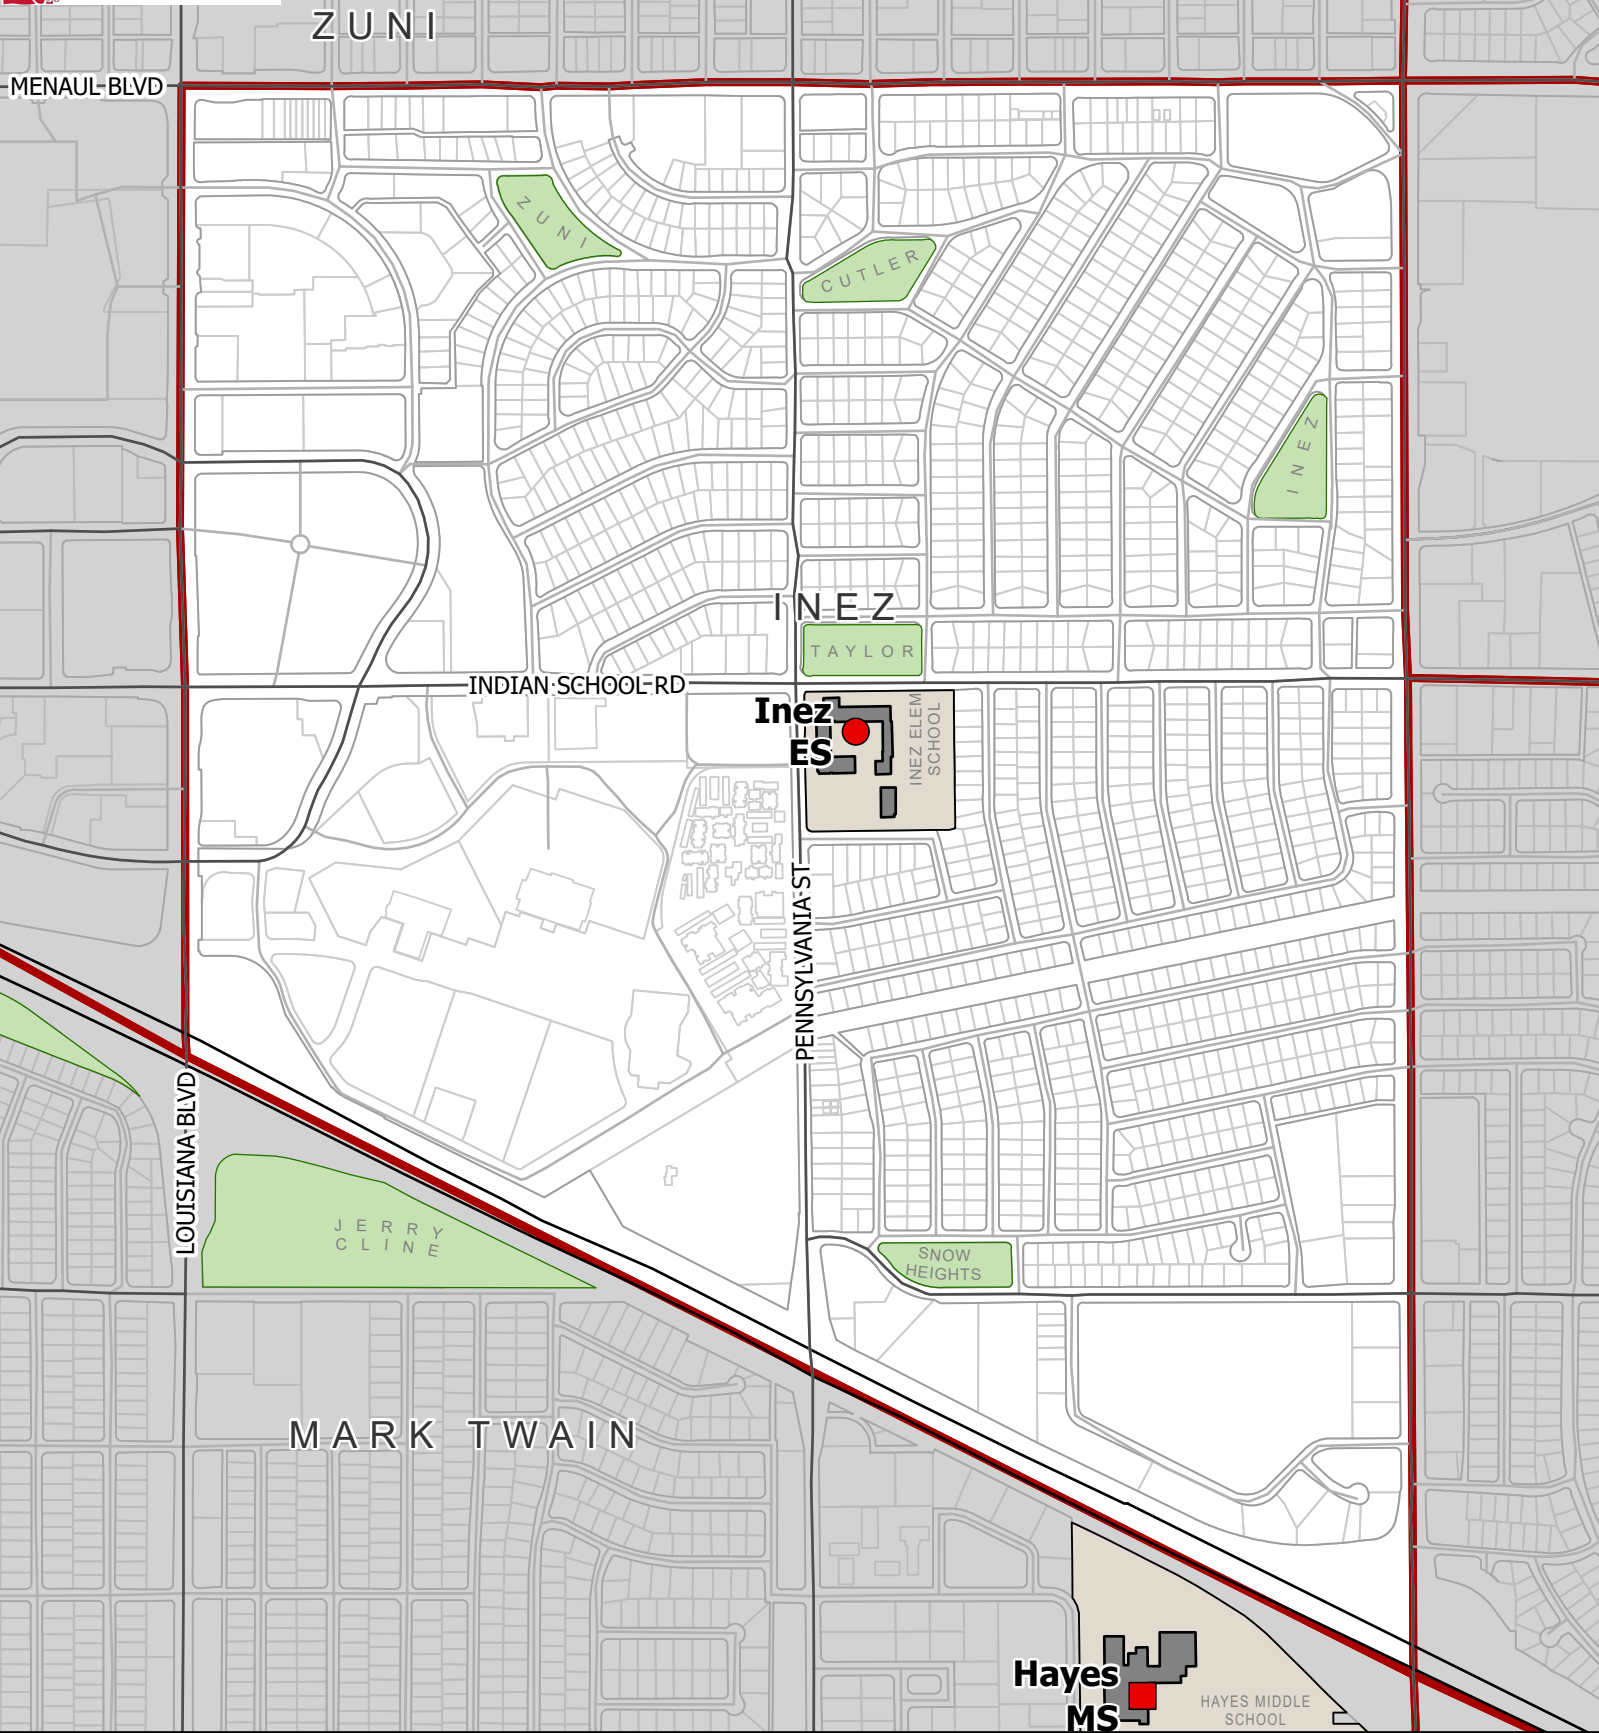 ZUNI
MENAUL BLVD
ZUNI
CUTLER
INEZ
INEZ
TAYLOR
INDIAN SCHOOL RD
Inez
ES
INEZ ELEM
SCHOOL
PENNSYLVANIA ST
LOUISIANA BLVD
JERRY
CLINE
SNOW
HEIGHTS
MARK TWAIN
Hayes
MS
HAYES MIDDLE
SCHOOL